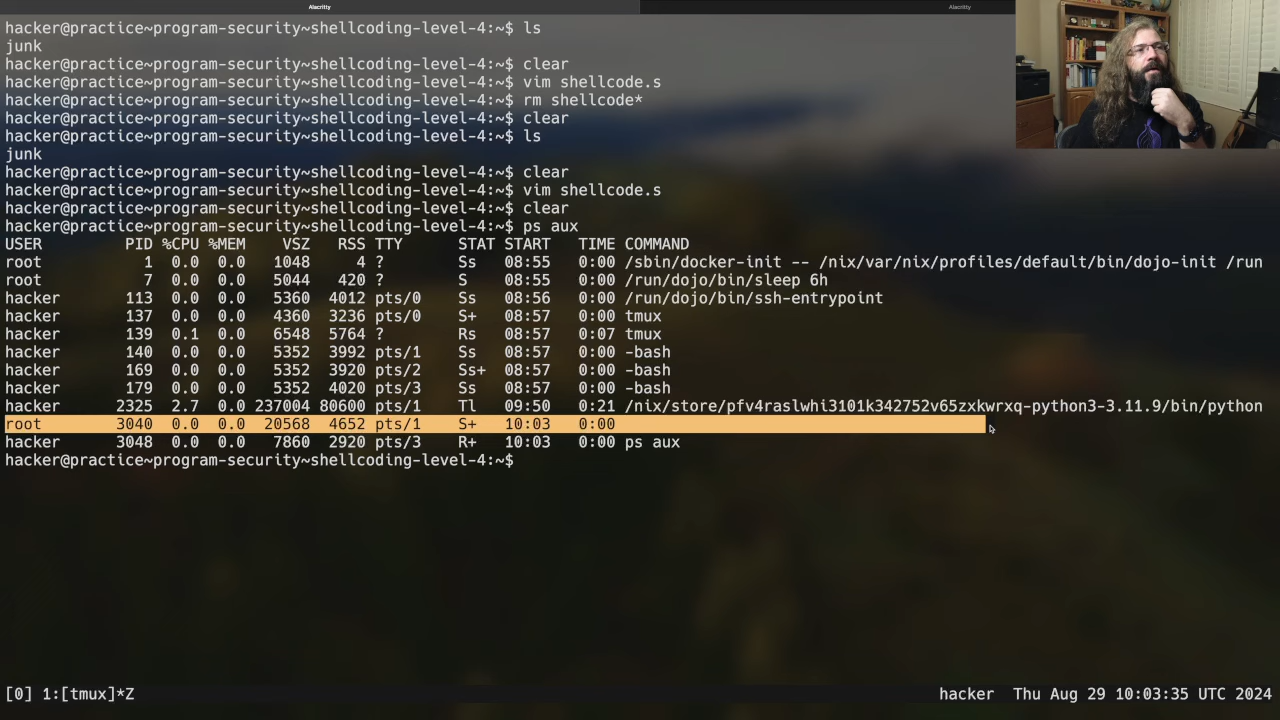 Alacritty Alacritty
hacker@practice~program-security~shellcoding-level-4:~$ ls
junk
hacker@practice~program-security~shellcoding-level-4:~$ clear
hacker@practice~program-security~shellcoding-level-4:~$ vim shellcode.s
hacker@practice~program-security~shellcoding-level-4:~$ rm shellcode*
hacker@practice~program-security~shellcoding-level-4:~$ clear
hacker@practice~program-security~shellcoding-level-4:~$ ls
junk
hacker@practice~program-security~shellcoding-level-4:~$ clear
hacker@practice~program-security~shellcoding-level-4:~$ vim shellcode.s
hacker@practice~program-security~shellcoding-level-4:~$ clear
hacker@practice~program-security~shellcoding-level-4:~$ ps aux
USER PID %CPU %MEM VSZ RSS TTY STAT START TIME COMMAND
root 1 0.0 0.0 1048 4 ? Ss 08:55 0:00 /sbin/docker-init -- /nix/var/nix/profiles/default/bin/dojo-init /run
root 7 0.0 0.0 5044 420 ? S 08:55 0:00 /run/dojo/bin/sleep 6h
hacker 113 0.0 0.0 5360 4012 pts/0 Ss 08:56 0:00 /run/dojo/bin/ssh-entrypoint
hacker 137 0.0 0.0 4360 3236 pts/0 S+ 08:57 0:00 tmux
hacker 139 0.1 0.0 6548 5764 ? Rs 08:57 0:07 tmux
hacker 140 0.0 0.0 5352 3992 pts/1 Ss 08:57 0:00 -bash
hacker 169 0.0 0.0 5352 3920 pts/2 Ss+ 08:57 0:00 -bash
hacker 179 0.0 0.0 5352 4020 pts/3 Ss 08:57 0:00 -bash
hacker 2325 2.7 0.0 237004 80600 pts/1 Tl 09:50 0:21 /nix/store/pfv4raslwhi3101k342752v65zxkwrxq-python3-3.11.9/bin/python
root 3040 0.0 0.0 20568 4652 pts/1 S+ 10:03 0:00
hacker 3048 0.0 0.0 7860 2920 pts/3 R+ 10:03 0:00 ps aux
hacker@practice~program-security~shellcoding-level-4:~$
[0] 1:[tmux]*Z hacker Thu Aug 29 10:03:35 UTC 2024